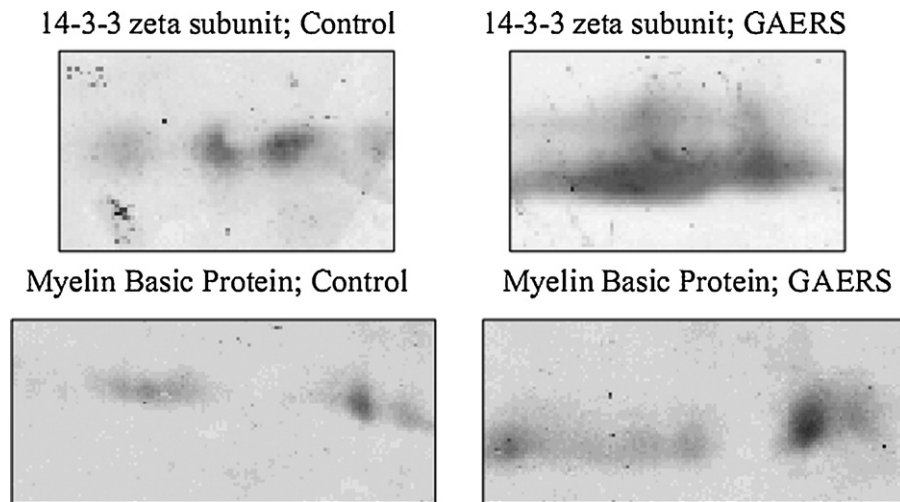 14-3-3 zeta subunit; Control
14-3-3 zeta subunit; GAERS
Myelin Basic Protein; Control
Myelin Basic Protein; GAERS